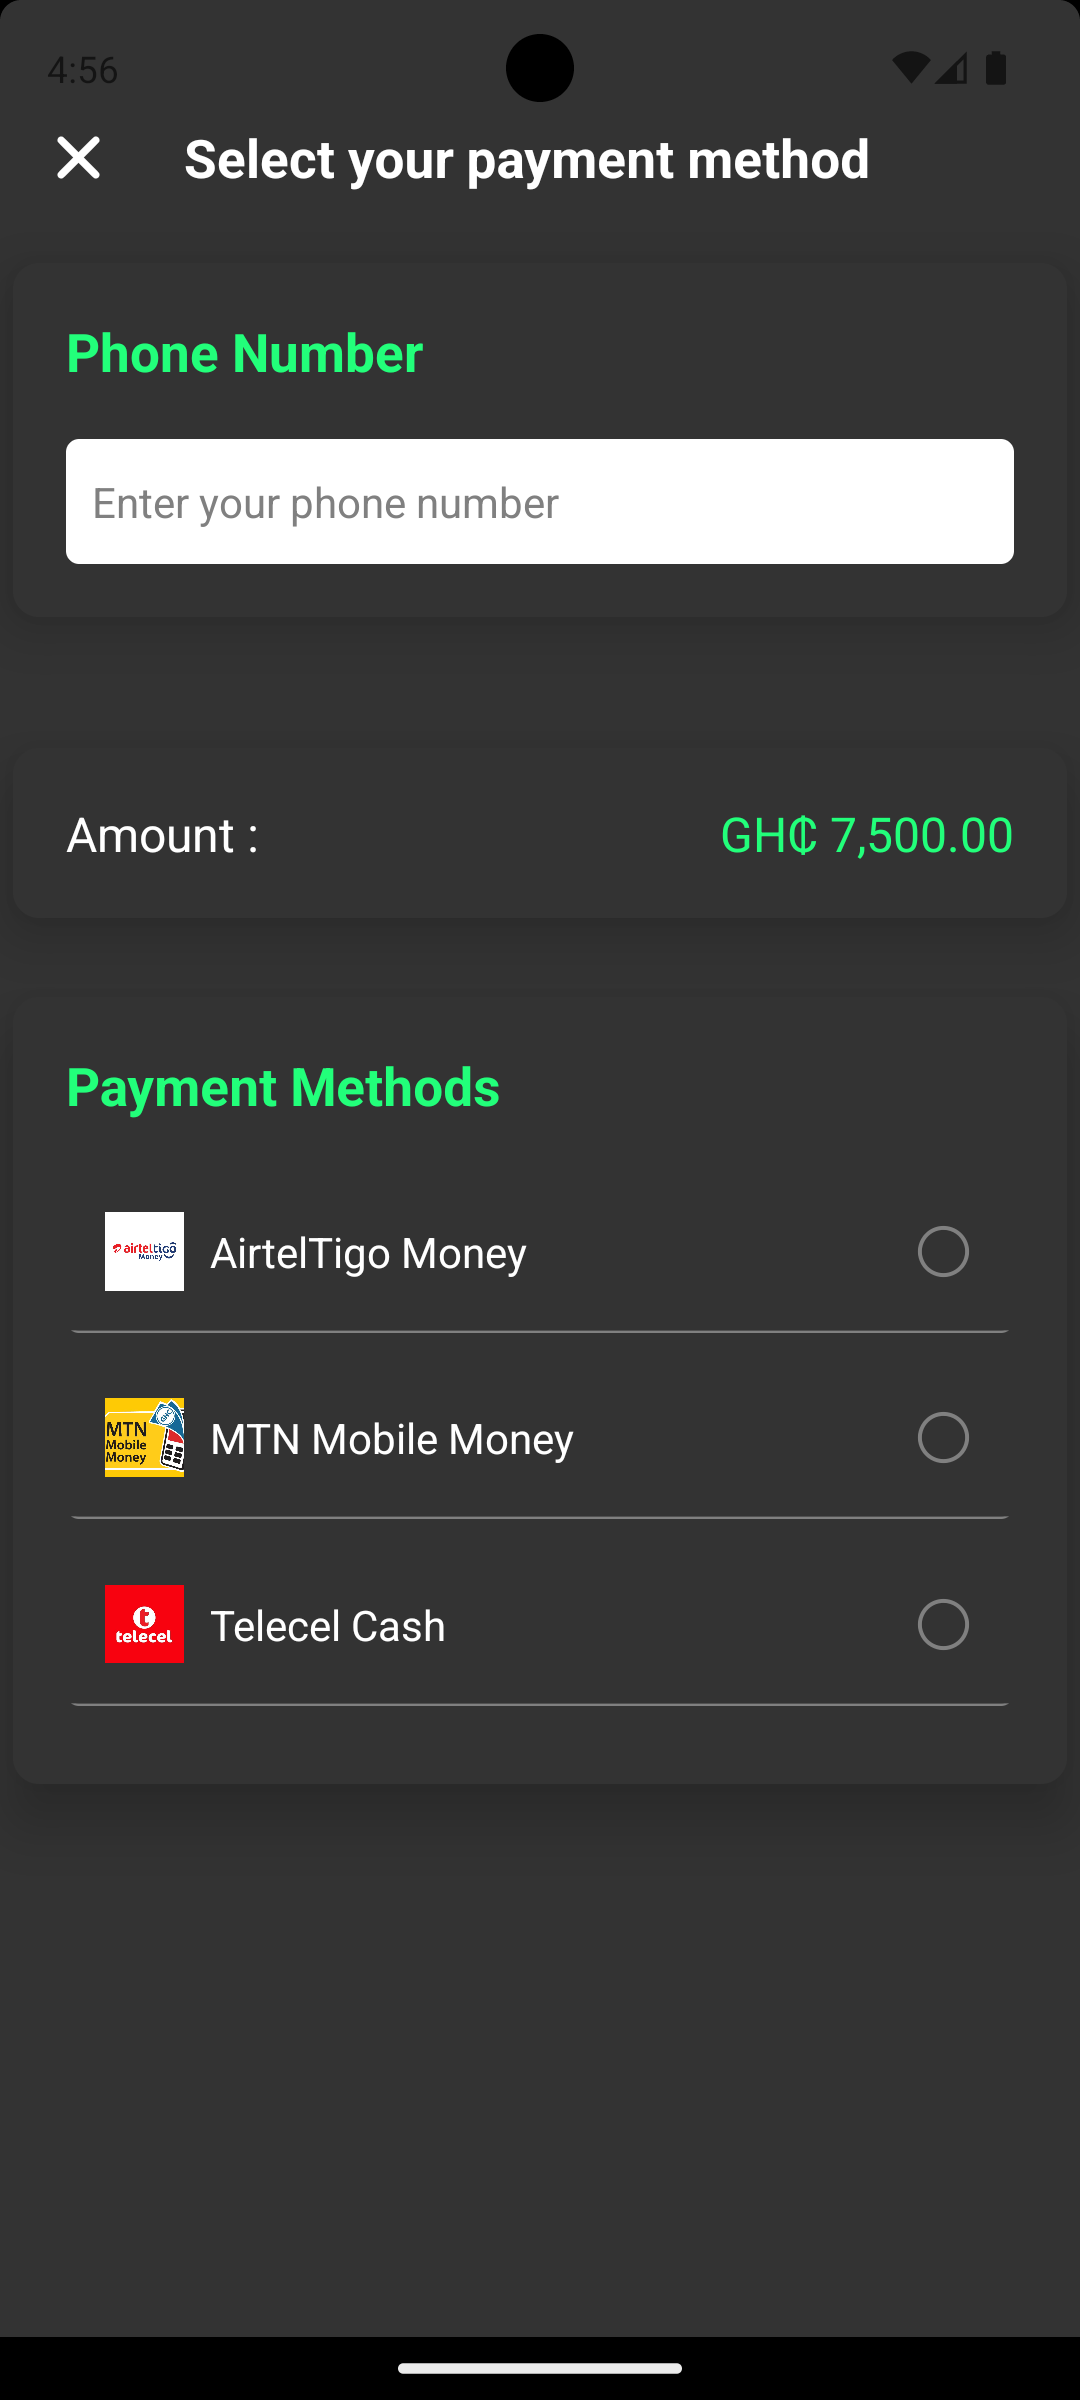 4:56
Select your payment method
Phone Number
Enter your phone number
Amount :
GH₵ 7,500.00
Payment Methods
airteltigo
Money
AirtelTigo Money
MTN
Mobile
Money
MTN Mobile Money
telecel
Telecel Cash